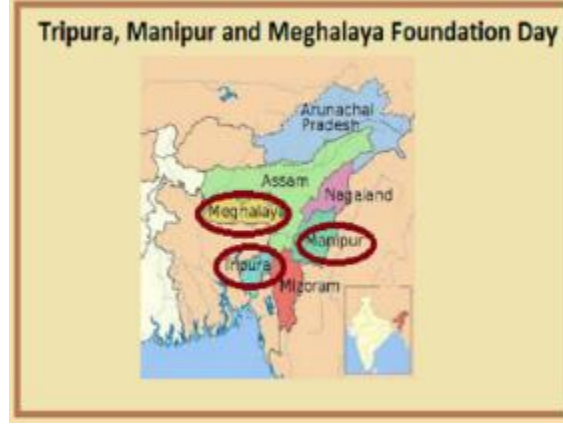 Tripura, Manipur and Meghalaya Foundation Day
Arunachal
Pradesh
Assam
Nagaland
Meghalaya
Manipur
Tripura
Mizoram